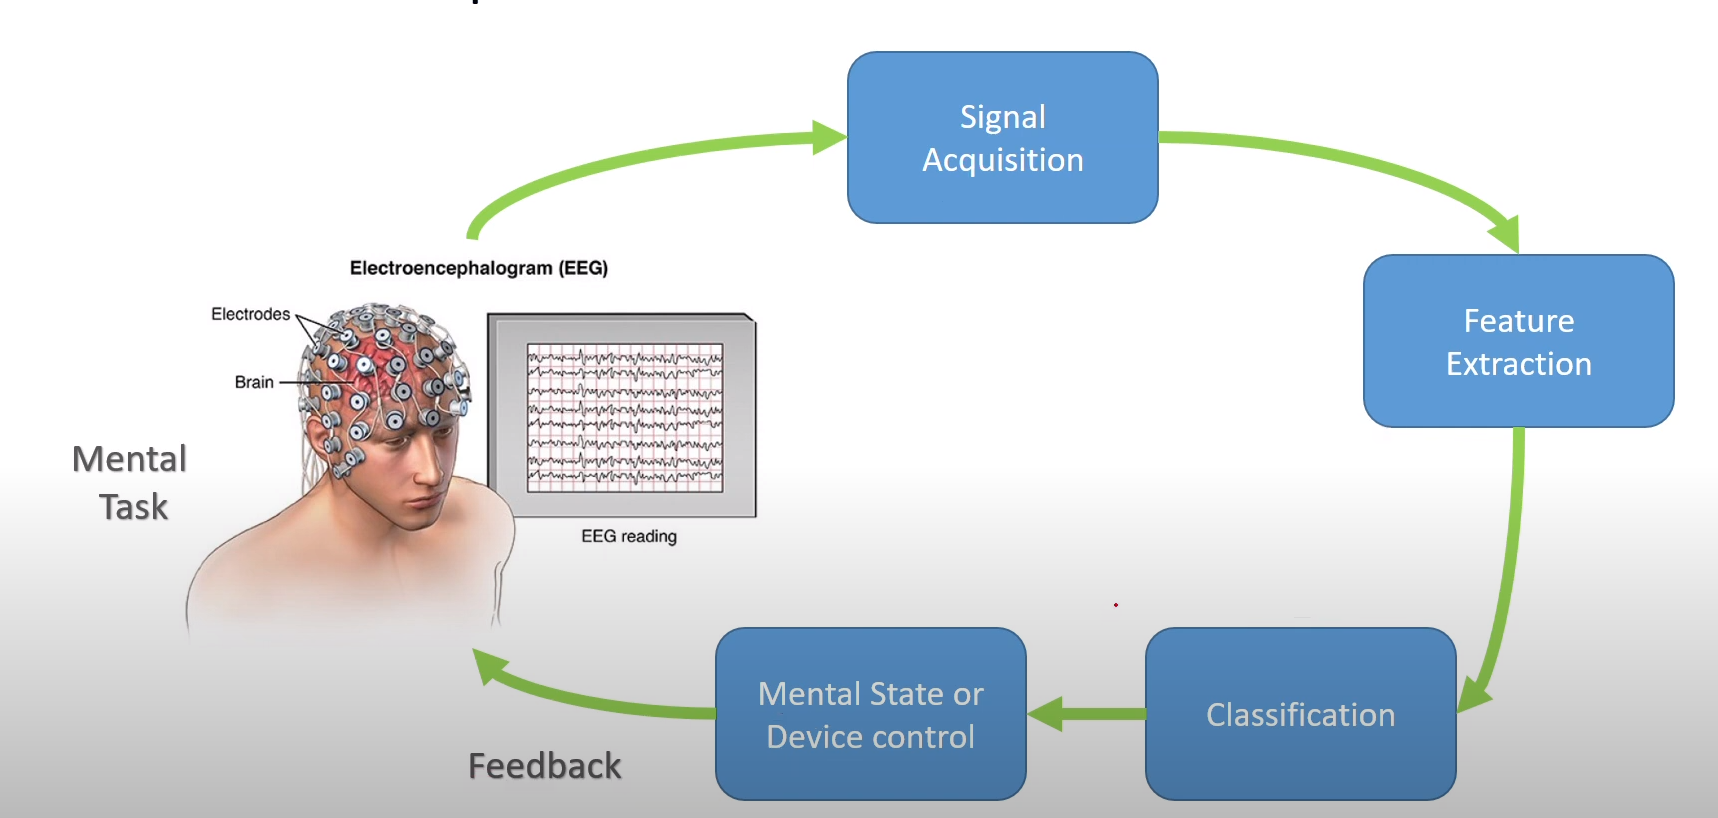 Signal
Acquisition
Electroencephalogram (EEG)
Electrodes
Brain
Feature
Extraction
Mental
Task
EEG reading
Mental State or
Device control
Classification
Feedback